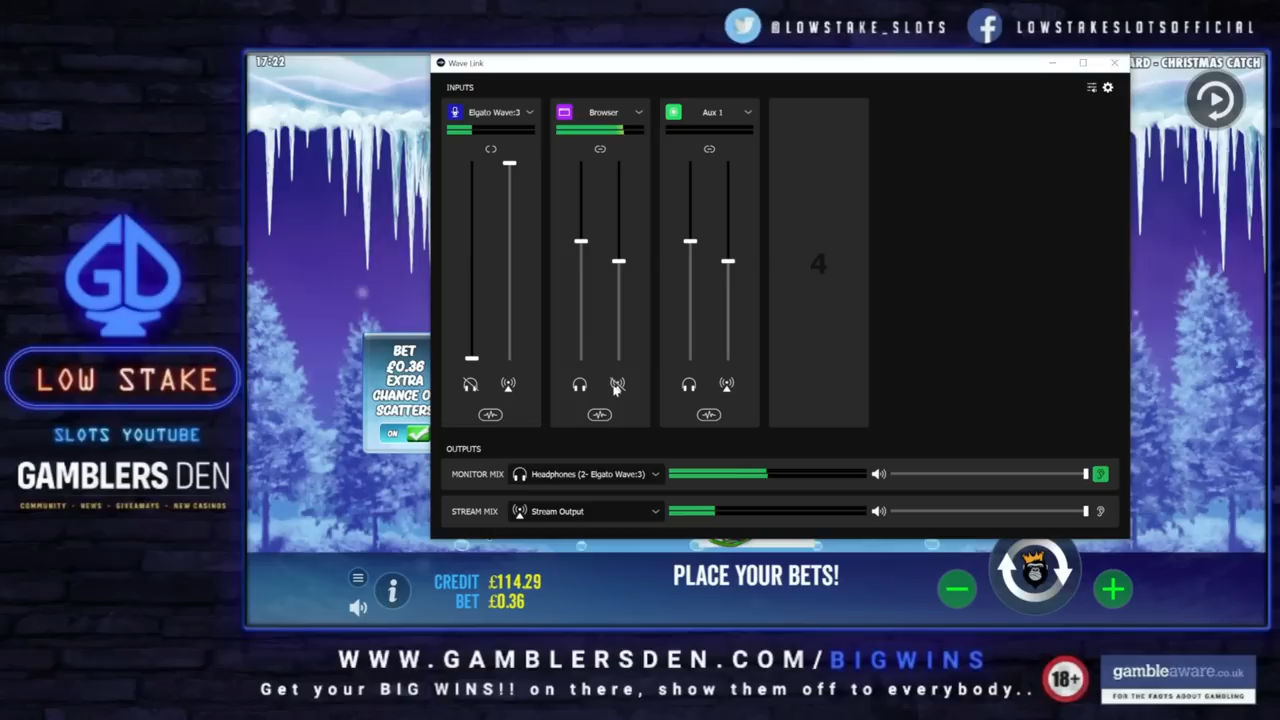 @LOWSTAKE_SLOTS
LOWSTAKESLOTSOFFICIAL
17:22
Wave Link
ARD - CHRISTMAS CATCH
INPUTS
Elgato Wave:3
Browser
Aux 1
4
BET
£0.36
EXTRA
CHANCE O
SCATTERS
ON
GD
LOW STAKE
SLOTS YOUTUBE
GAMBLERS DEN
COMMUNITY - NEWS - GIVEAWAYS - NEW CASINOS
OUTPUTS
MONITOR MIX
Headphones (2- Elgato Wave:3)
STREAM MIX
Stream Output
CREDIT £114.29
BET £0.36
PLACE YOUR BETS!
WWW.GAMBLERSDEN.COM/BIGWINS
Get your BIG WINS!! on there, show them off to everybody..
18+
gambleaware.co.uk
FOR THE FACTS ABOUT GAMBLING